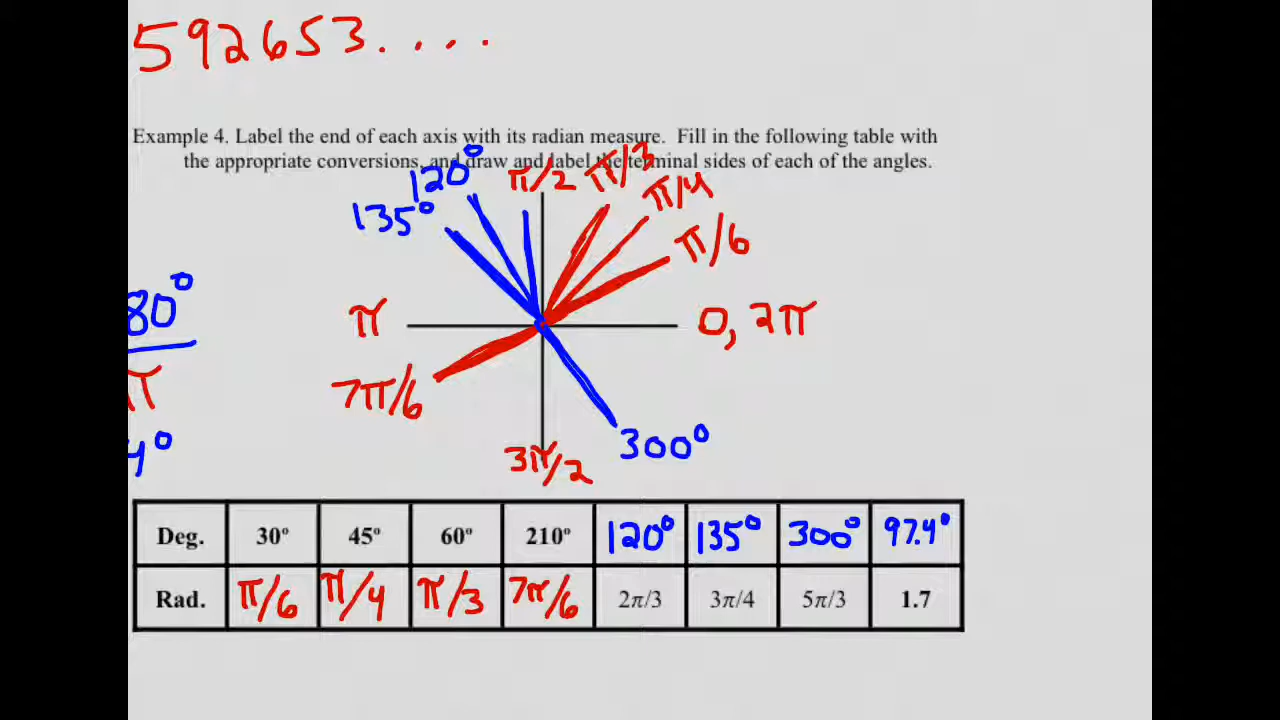 592653....
Example 4. Label the end of each axis with its radian measure. Fill in the following table with
the appropriate conversions, and draw and label the terminal sides of each of the angles.
120° π/2 π/3
135° π/4
π/6
80°
π 0, 2π
π
7π/6
4° 300°
3π/2
Deg. 30° 45° 60° 210° 120° 135° 300° 97.4°
Rad. π/6 π/4 π/3 7π/6 2π/3 3π/4 5π/3 1.7